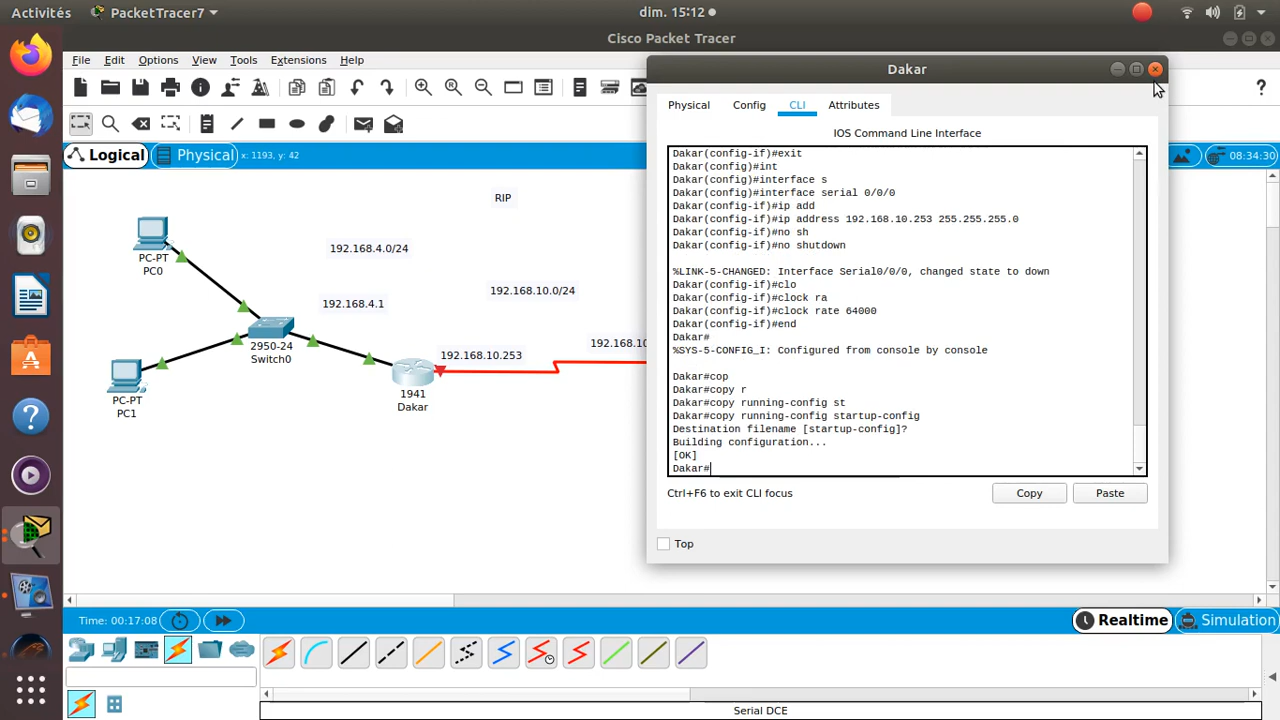 Activités
PacketTracer7
dim. 15:12
Cisco Packet Tracer
File Edit Options View Tools Extensions Help
Logical
Physical
x: 1193, y: 42
08:34:30
RIP
192.168.4.0/24
PC-PT
PC0
192.168.10.0/24
192.168.4.1
2950-24
Switch0
192.168.10
192.168.10.253
PC-PT
PC1
1941
Dakar
Dakar
Physical Config CLI Attributes
IOS Command Line Interface
Dakar(config-if)#exit
Dakar(config)#int
Dakar(config)#interface s
Dakar(config)#interface serial 0/0/0
Dakar(config-if)#ip add
Dakar(config-if)#ip address 192.168.10.253 255.255.255.0
Dakar(config-if)#no sh
Dakar(config-if)#no shutdown
%LINK-5-CHANGED: Interface Serial0/0/0, changed state to down
Dakar(config-if)#clo
Dakar(config-if)#clock ra
Dakar(config-if)#clock rate 64000
Dakar(config-if)#end
Dakar#
%SYS-5-CONFIG_I: Configured from console by console
Dakar#cop
Dakar#copy r
Dakar#copy running-config st
Dakar#copy running-config startup-config
Destination filename [startup-config]?
Building configuration...
[OK]
Dakar#
Ctrl+F6 to exit CLI focus
Copy
Paste
Top
Time: 00:17:08
Realtime
Simulation
Serial DCE